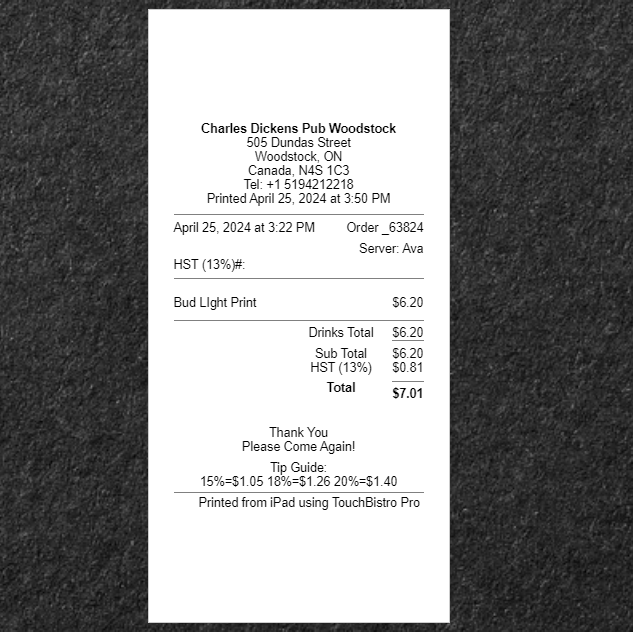 Charles Dickens Pub Woodstock
505 Dundas Street
Woodstock, ON
Canada, N4S 1C3
Tel: +1 5194212218
Printed April 25, 2024 at 3:50 PM
April 25, 2024 at 3:22 PM Order _63824
Server: Ava
HST (13%)#:
Bud LIght Print $6.20
Drinks Total $6.20
Sub Total $6.20
HST (13%) $0.81
Total $7.01
Thank You
Please Come Again!
Tip Guide:
15%=$1.05 18%=$1.26 20%=$1.40
Printed from iPad using TouchBistro Pro